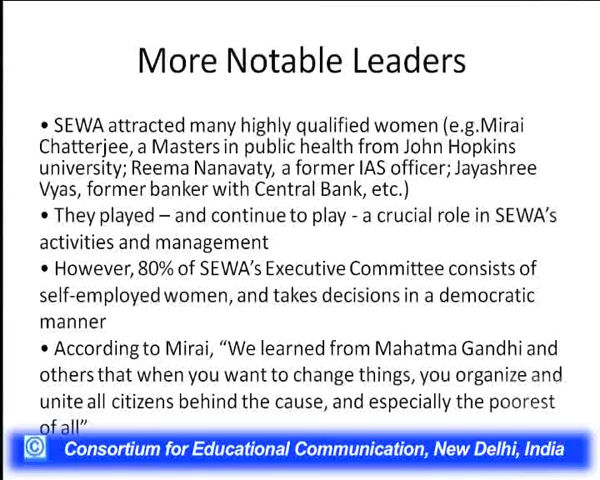 More Notable Leaders
• SEWA attracted many highly qualified women (e.g.Mirai
Chatterjee, a Masters in public health from John Hopkins
university; Reema Nanavaty, a former IAS officer; Jayashree
Vyas, former banker with Central Bank, etc.)
• They played – and continue to play - a crucial role in SEWA's
activities and management
• However, 80% of SEWA's Executive Committee consists of
self-employed women, and takes decisions in a democratic
manner
• According to Mirai, “We learned from Mahatma Gandhi and
others that when you want to change things, you organize and
unite all citizens behind the cause, and especially the poorest
of all”
© Consortium for Educational Communication, New Delhi, India